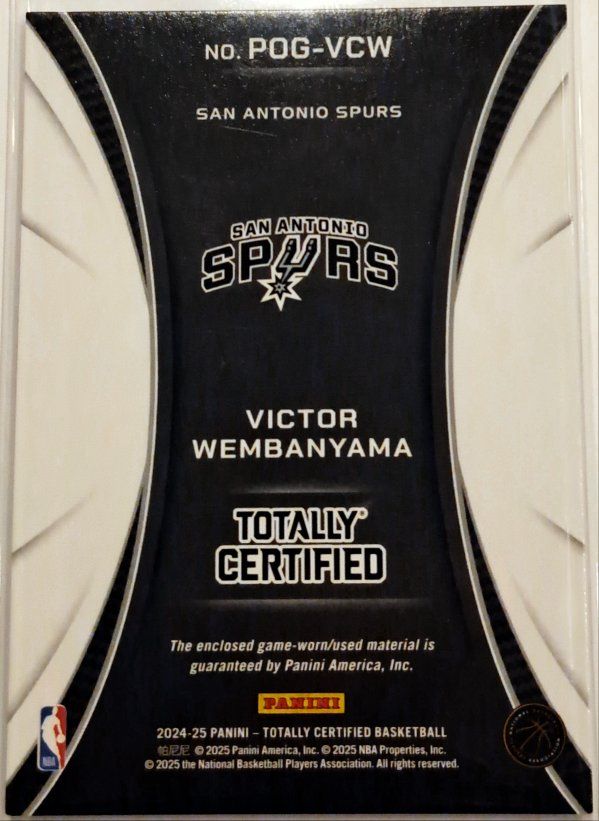 NO. POG-VCW
SAN ANTONIO SPURS
SAN ANTONIO
SPURS
VICTOR
WEMBANYAMA
TOTALLY
CERTIFIED
The enclosed game-worn/used material is
guaranteed by Panini America, Inc.
PANINI
2024-25 PANINI – TOTALLY CERTIFIED BASKETBALL
帕尼尼 © 2025 Panini America, Inc. © 2025 NBA Properties, Inc.
© 2025 the National Basketball Players Association. All rights reserved.
NBA